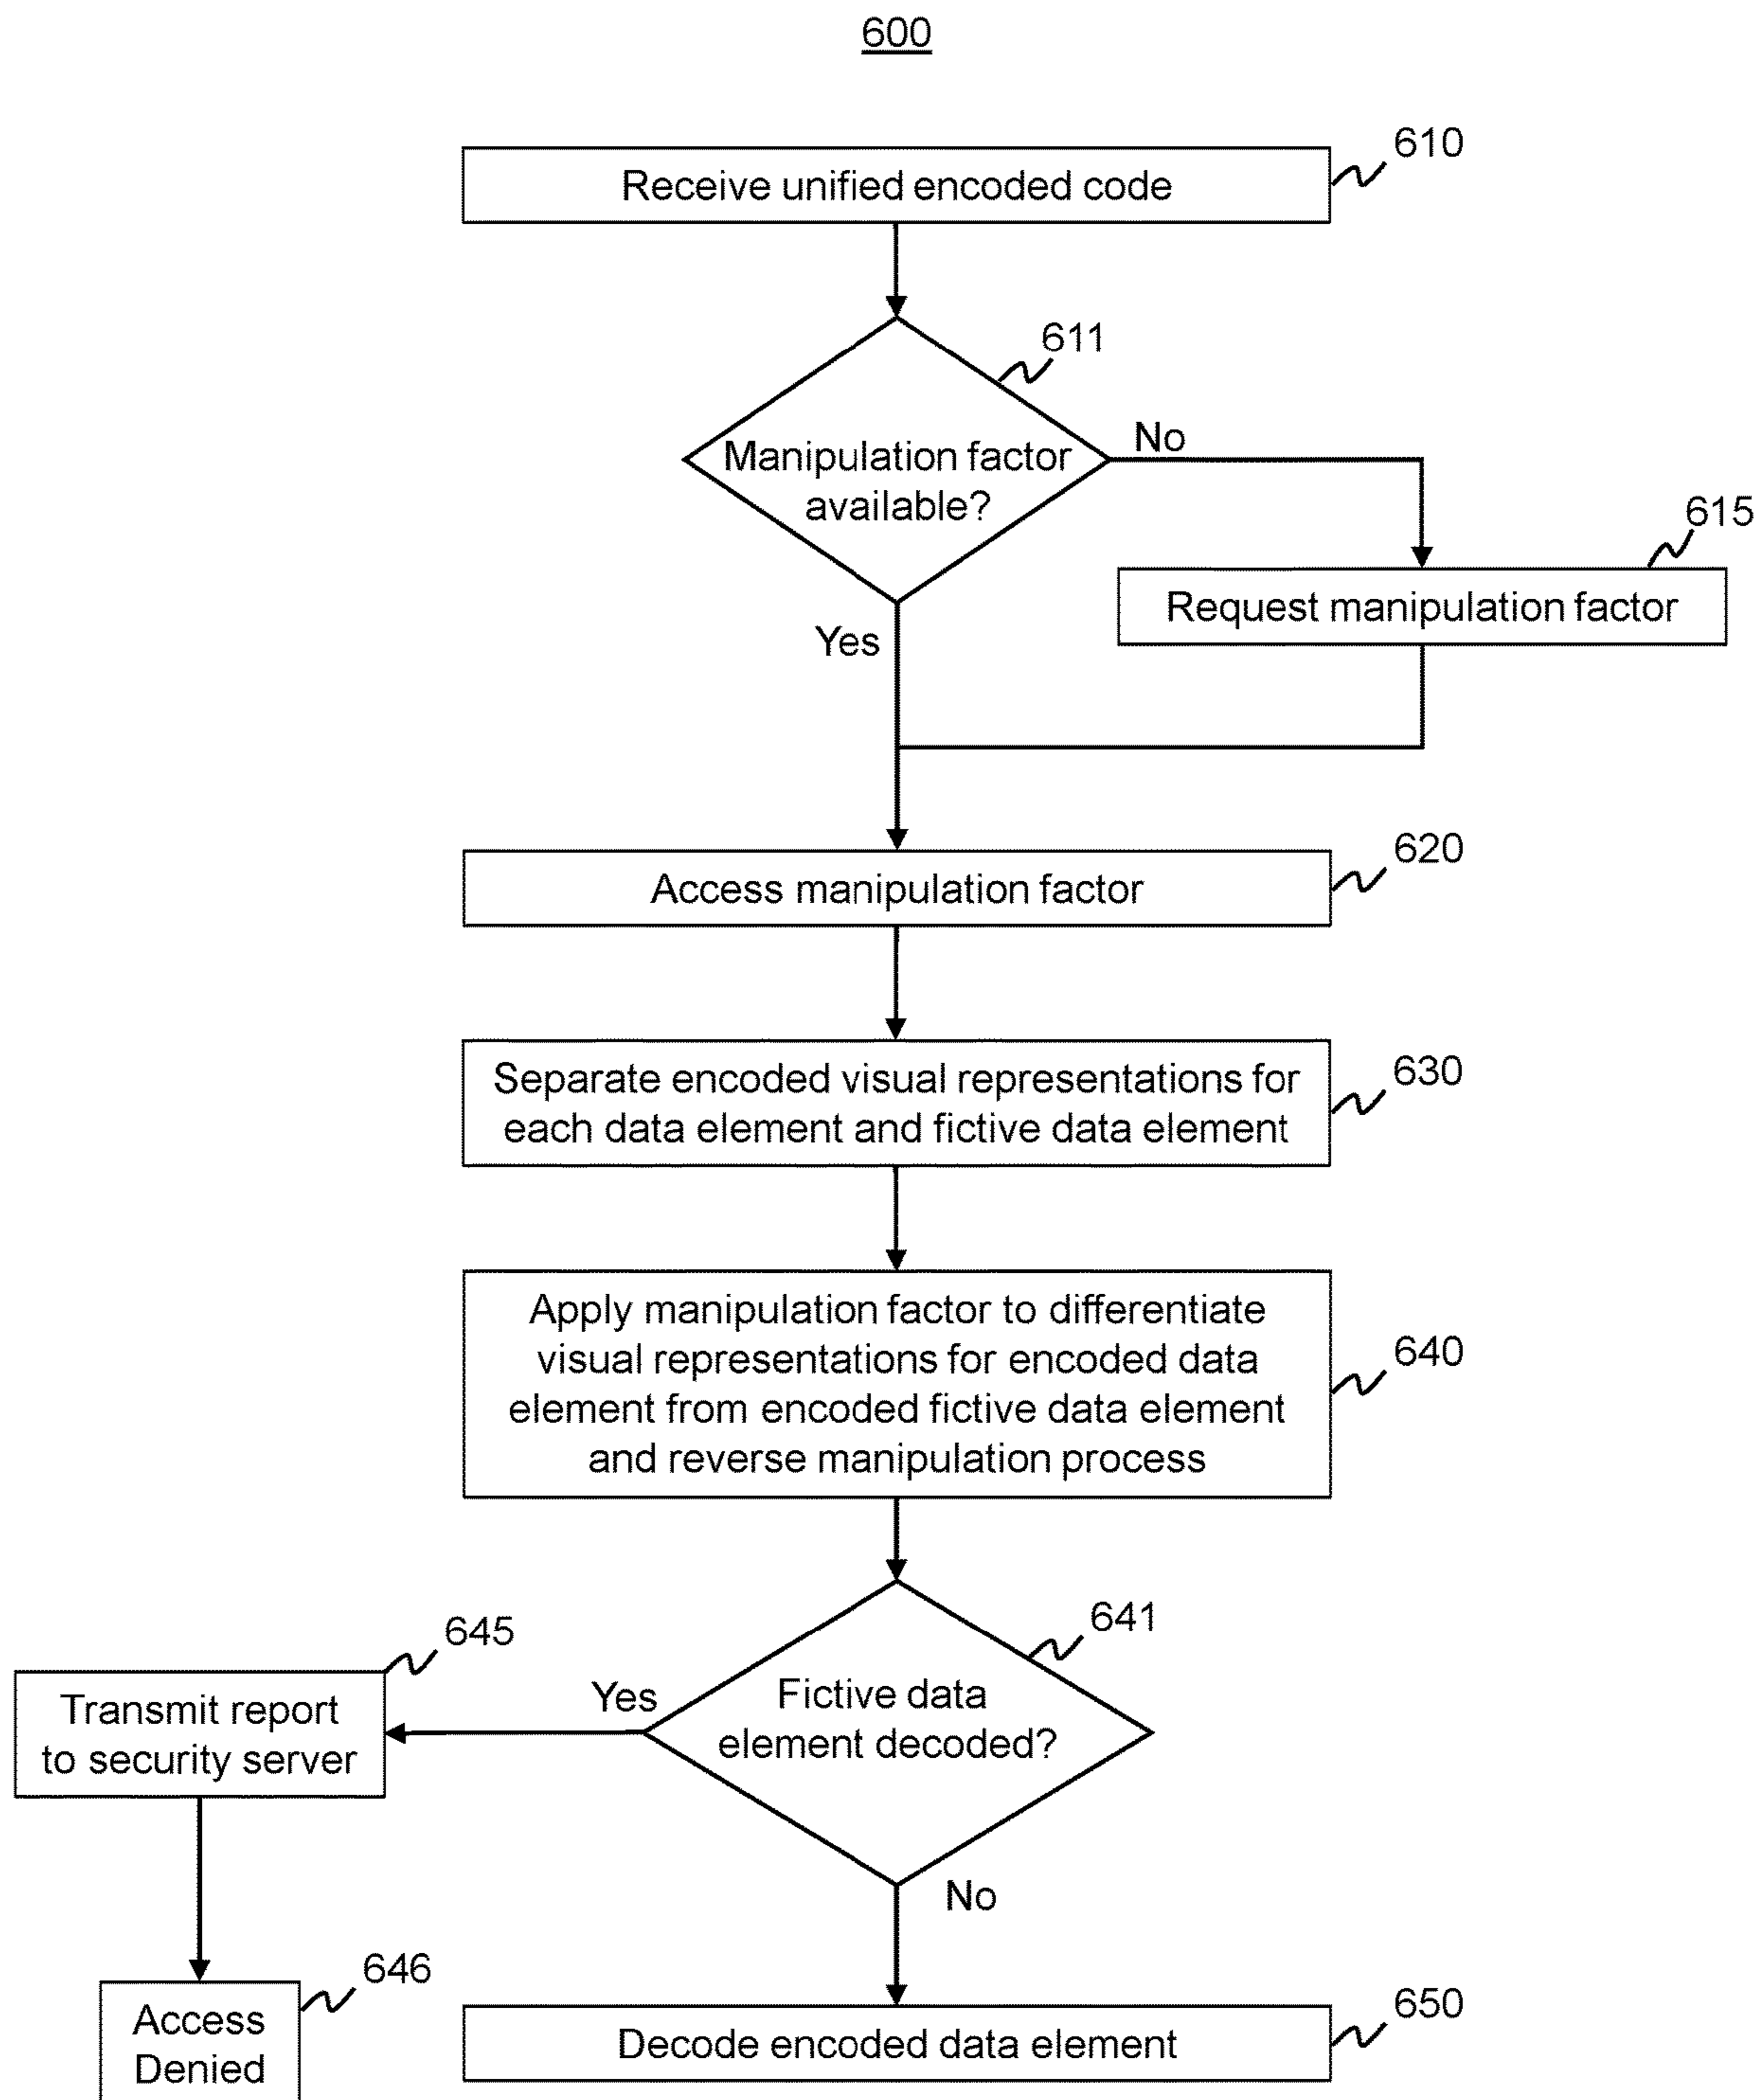 600
610
Receive unified encoded code
611
Manipulation factor
available?
No
615
Request manipulation factor
Yes
620
Access manipulation factor
630
Separate encoded visual representations for
each data element and fictive data element
640
Apply manipulation factor to differentiate
visual representations for encoded data
element from encoded fictive data element
and reverse manipulation process
641
Fictive data
element decoded?
Yes
645
Transmit report
to security server
No
646
Access
Denied
650
Decode encoded data element